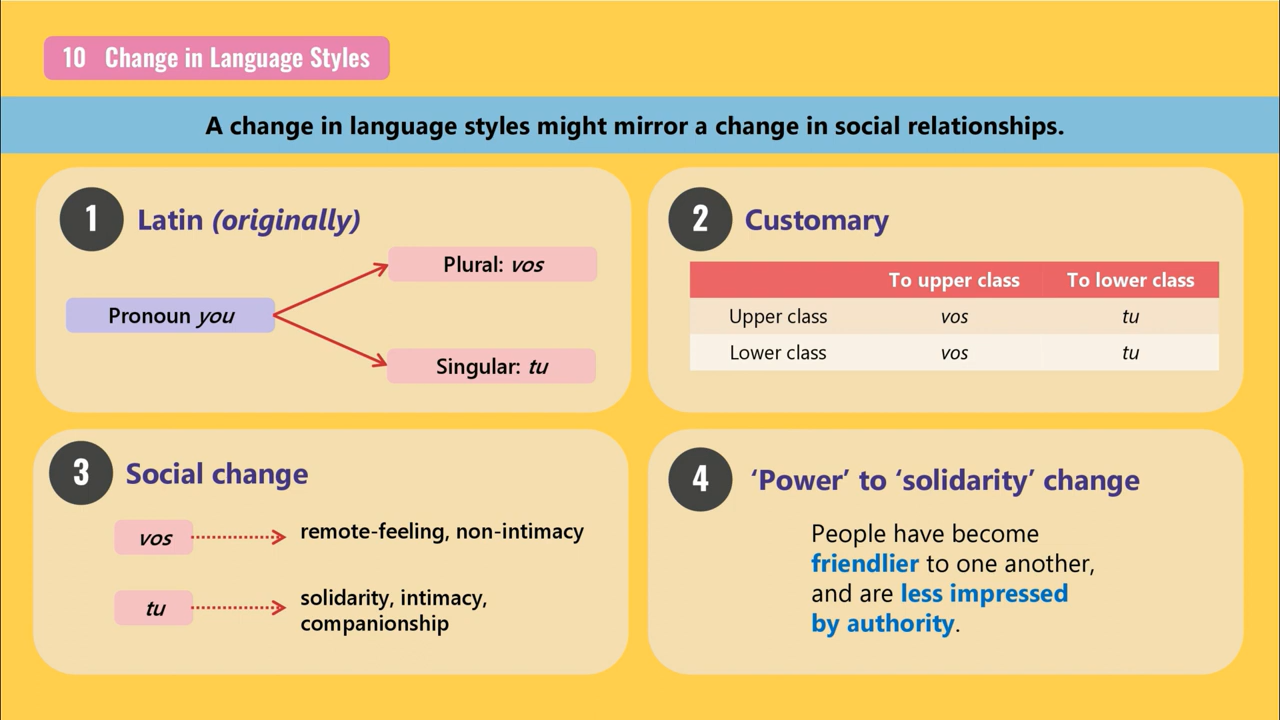 10 Change in Language Styles
A change in language styles might mirror a change in social relationships.
1 Latin (originally)
Pronoun you
Plural: vos
Singular: tu
2 Customary
To upper class To lower class
Upper class vos tu
Lower class vos tu
3 Social change
vos remote-feeling, non-intimacy
tu solidarity, intimacy,
companionship
4 ‘Power’ to ‘solidarity’ change
People have become
friendlier to one another,
and are less impressed
by authority.